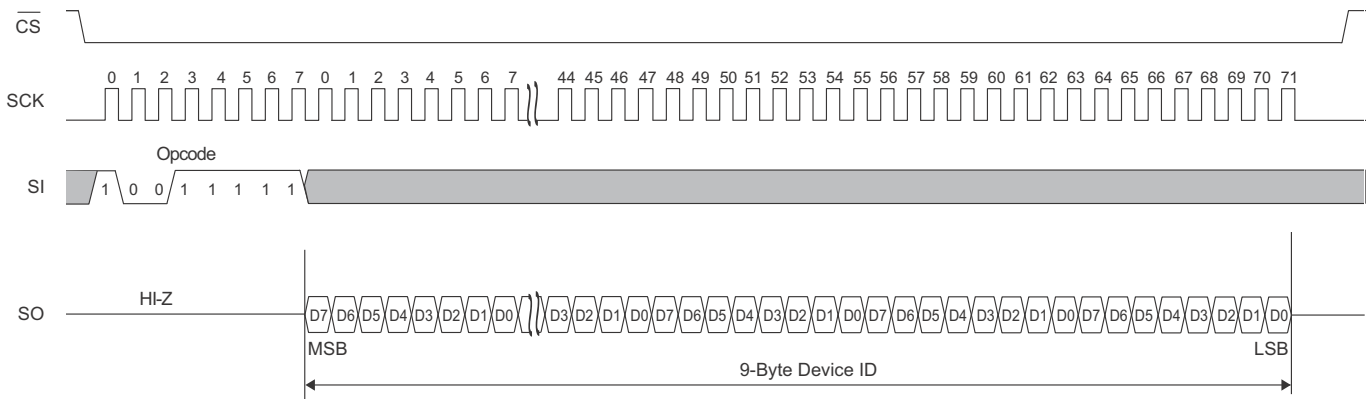 CS
0 1 2 3 4 5 6 7 0 1 2 3 4 5 6 7 44 45 46 47 48 49 50 51 52 53 54 55 56 57 58 59 60 61 62 63 64 65 66 67 68 69 70 71
SCK
Opcode
SI 1 0 0 1 1 1 1 1
HI-Z
SO D7 D6 D5 D4 D3 D2 D1 D0 D3 D2 D1 D0 D7 D6 D5 D4 D3 D2 D1 D0 D7 D6 D5 D4 D3 D2 D1 D0 D7 D6 D5 D4 D3 D2 D1 D0
MSB LSB
9-Byte Device ID